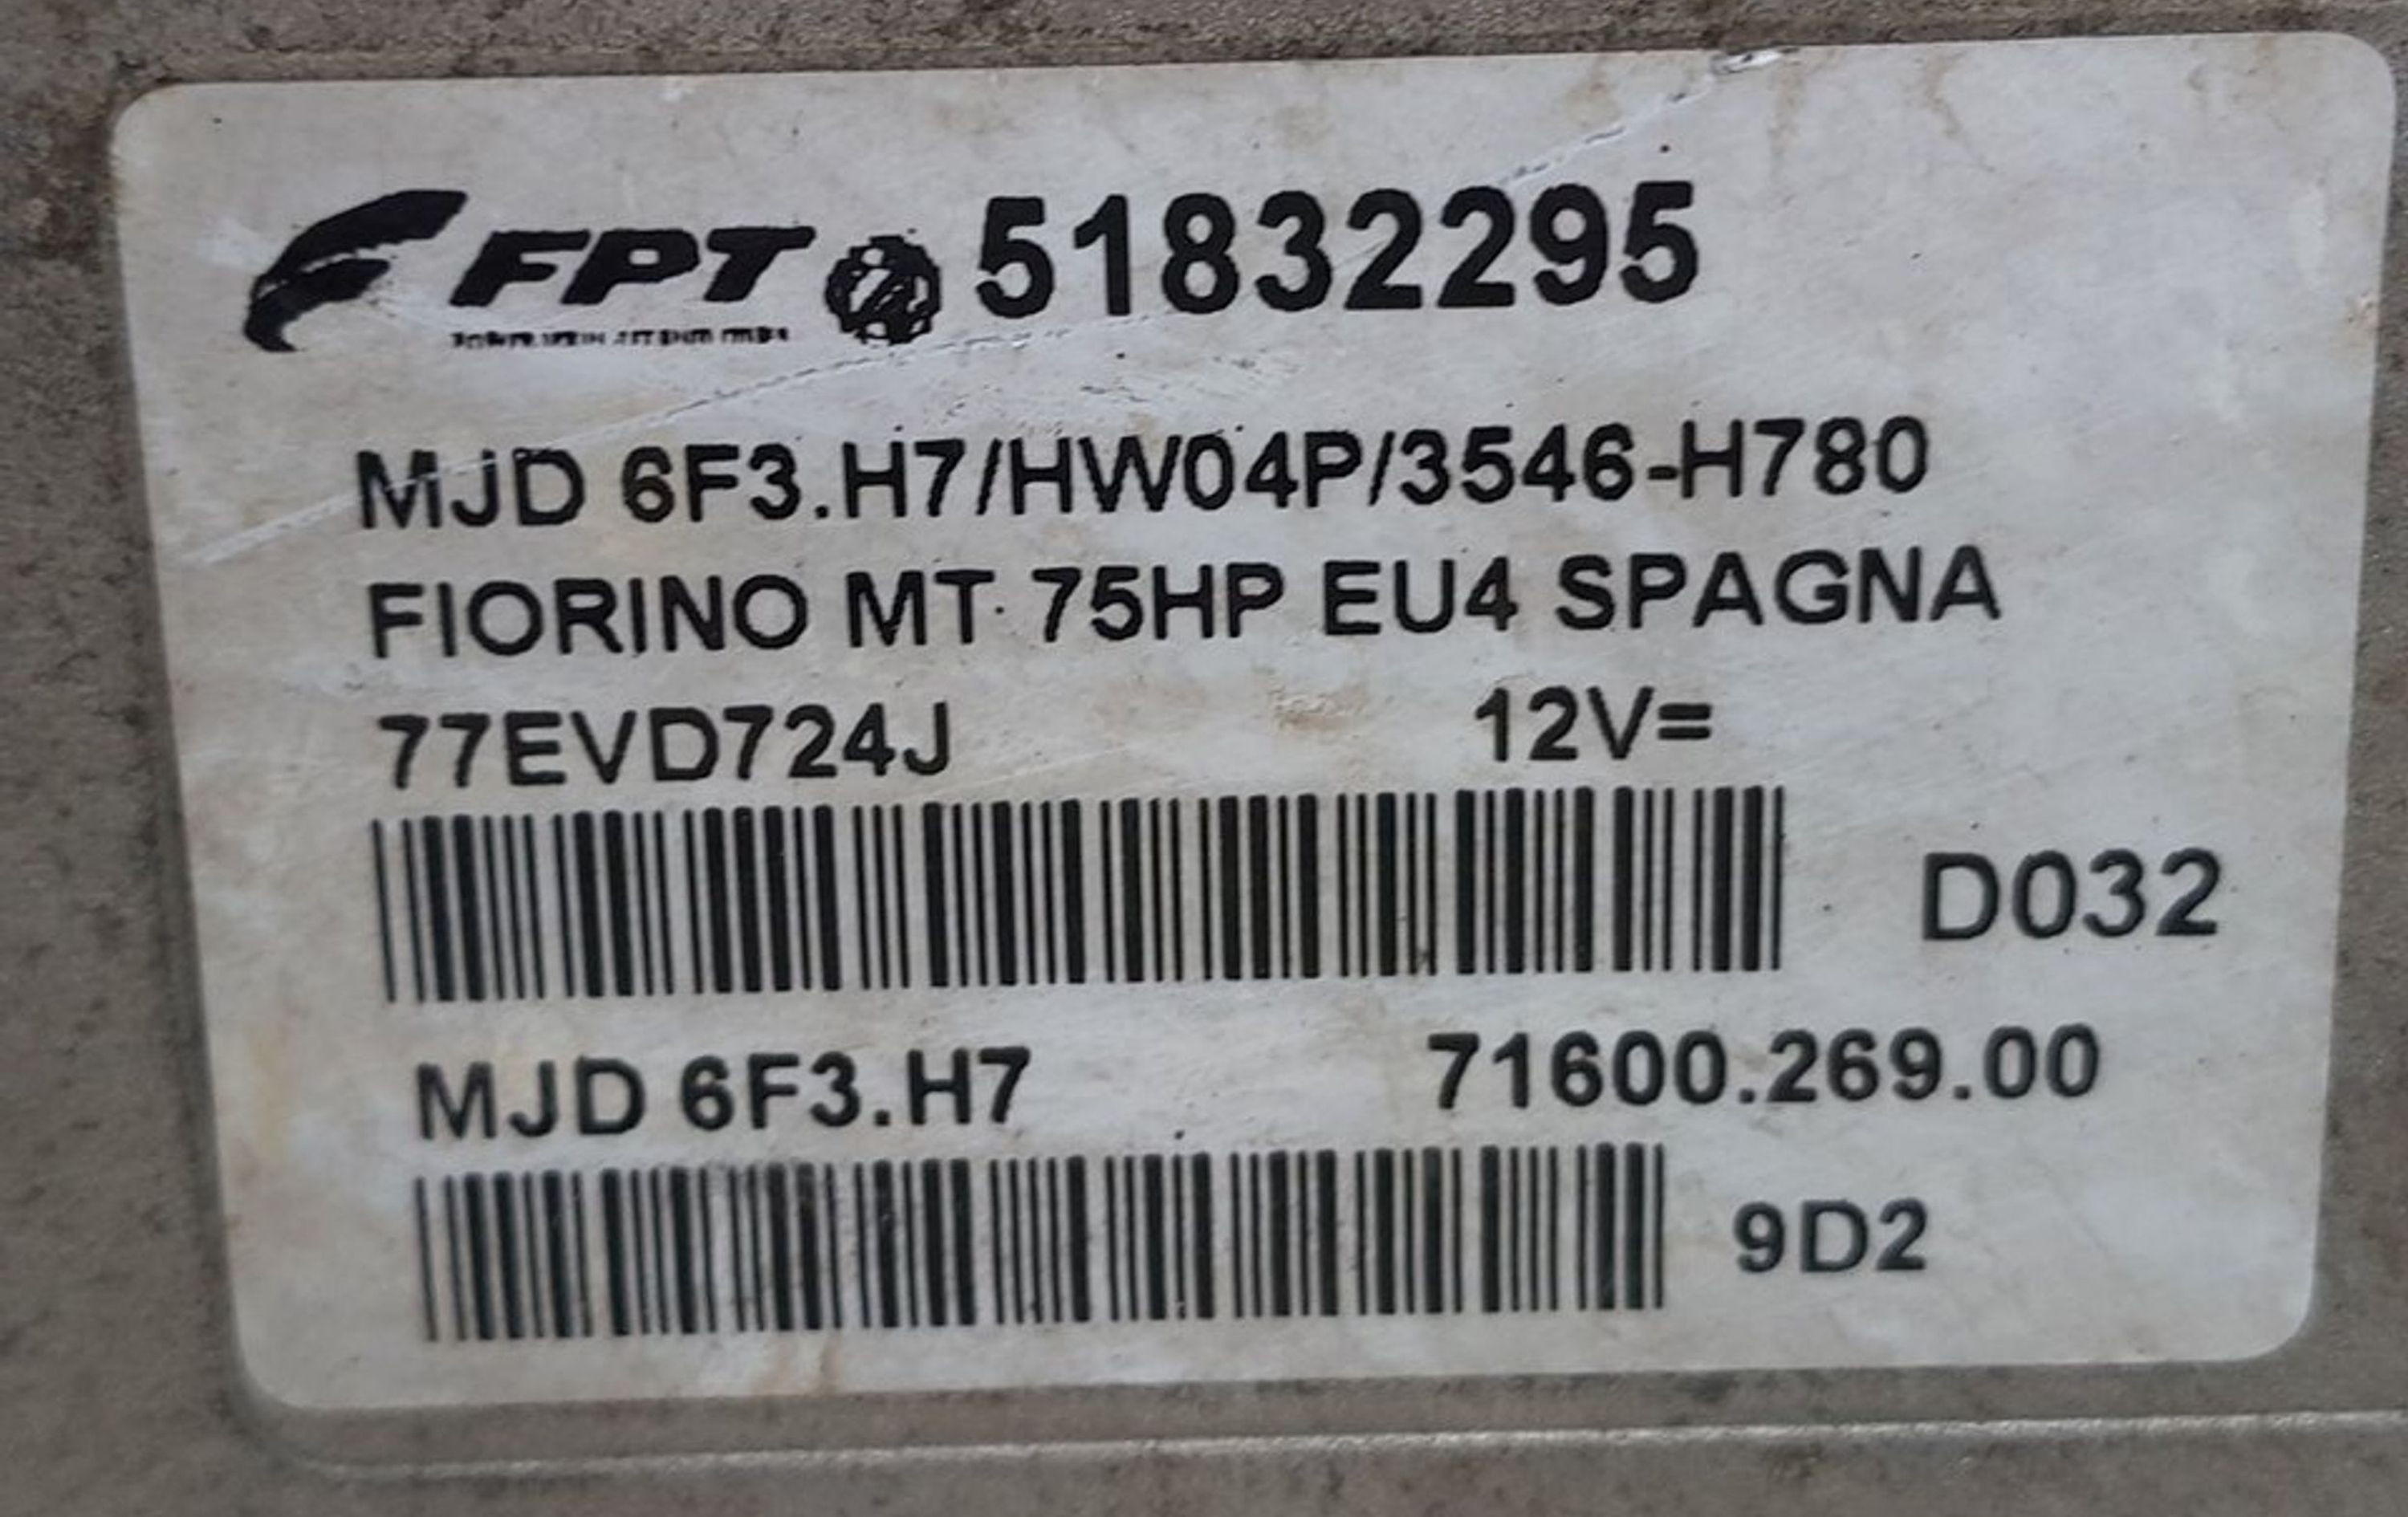 FPT 51832295
MJD 6F3.H7/HW04P/3546-H780
FIORINO MT 75HP EU4 SPAGNA
77EVD724J 12V=
D032
MJD 6F3.H7 71600.269.00
9D2